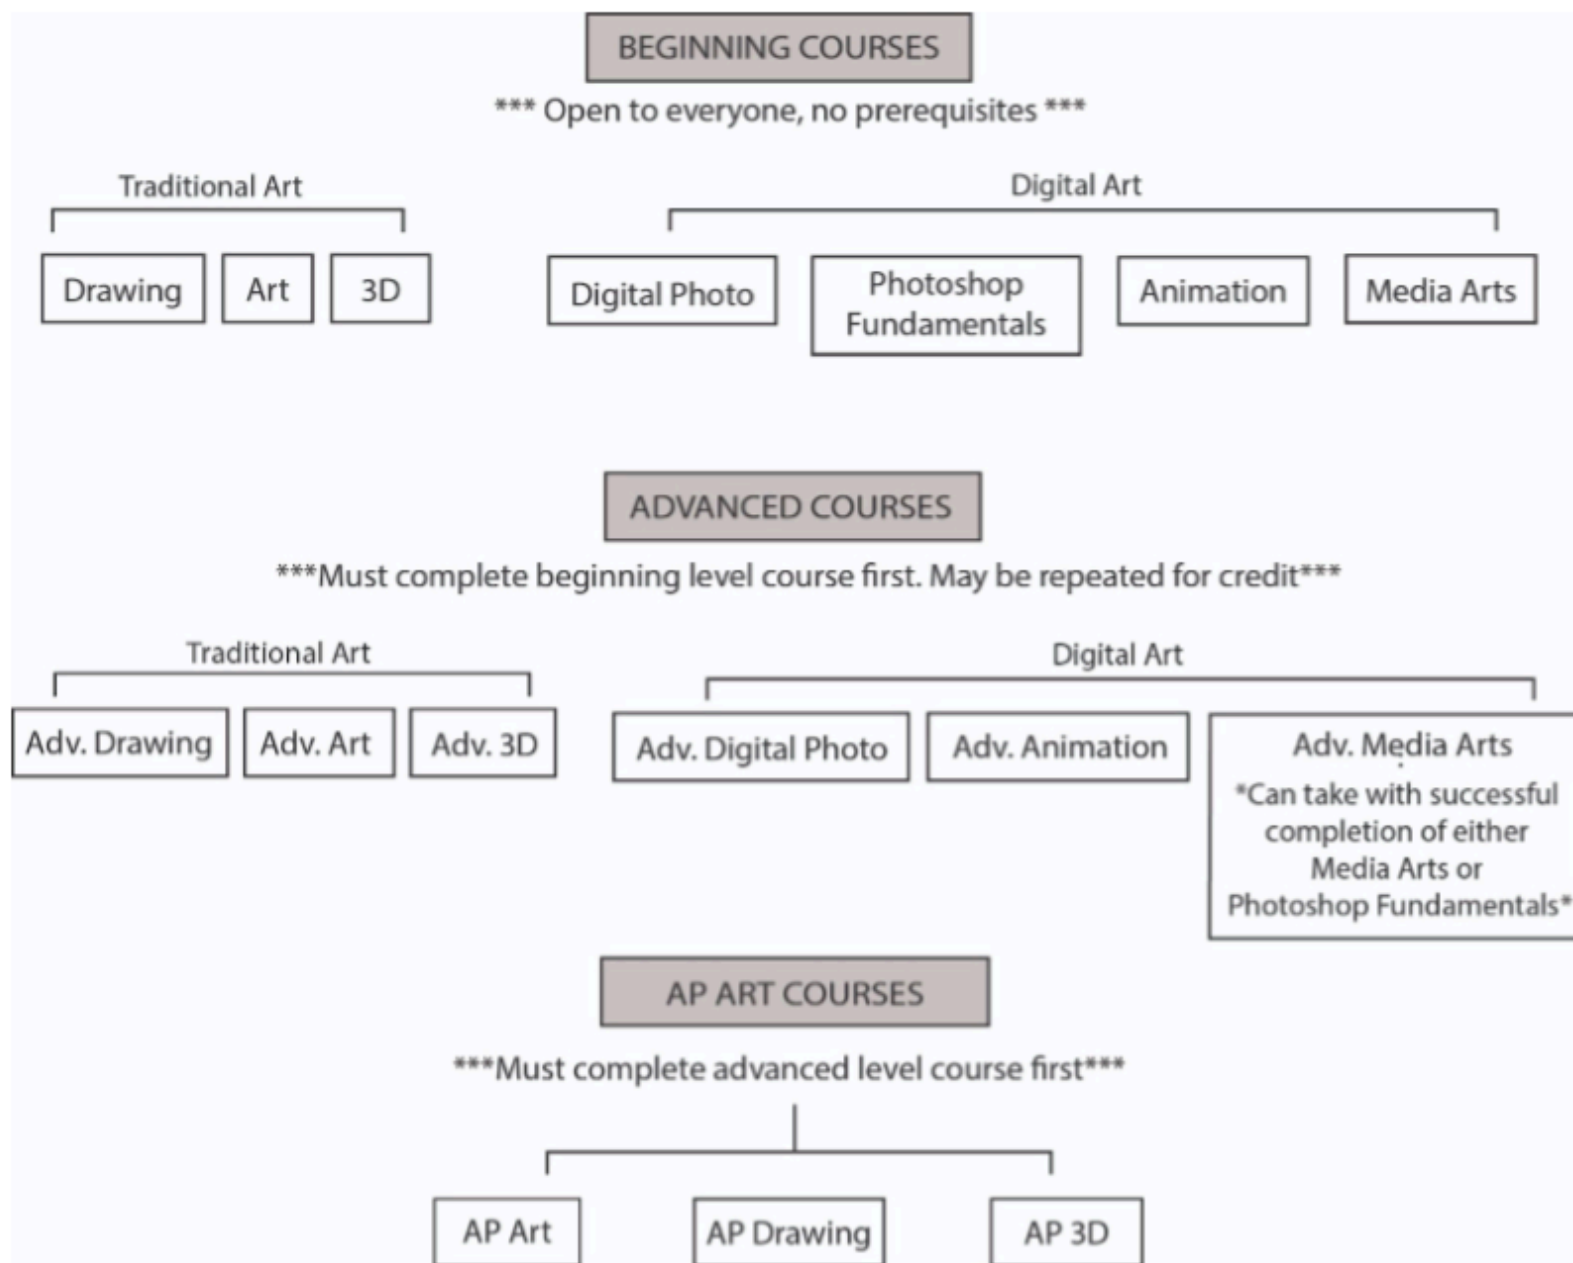 BEGINNING COURSES
*** Open to everyone, no prerequisites ***
Traditional Art
Digital Art
Drawing
Art
3D
Digital Photo
Photoshop
Fundamentals
Animation
Media Arts
ADVANCED COURSES
***Must complete beginning level course first. May be repeated for credit***
Traditional Art
Digital Art
Adv. Drawing
Adv. Art
Adv. 3D
Adv. Digital Photo
Adv. Animation
Adv. Media Arts
*Can take with successful
completion of either
Media Arts or
Photoshop Fundamentals*
AP ART COURSES
***Must complete advanced level course first***
AP Art
AP Drawing
AP 3D